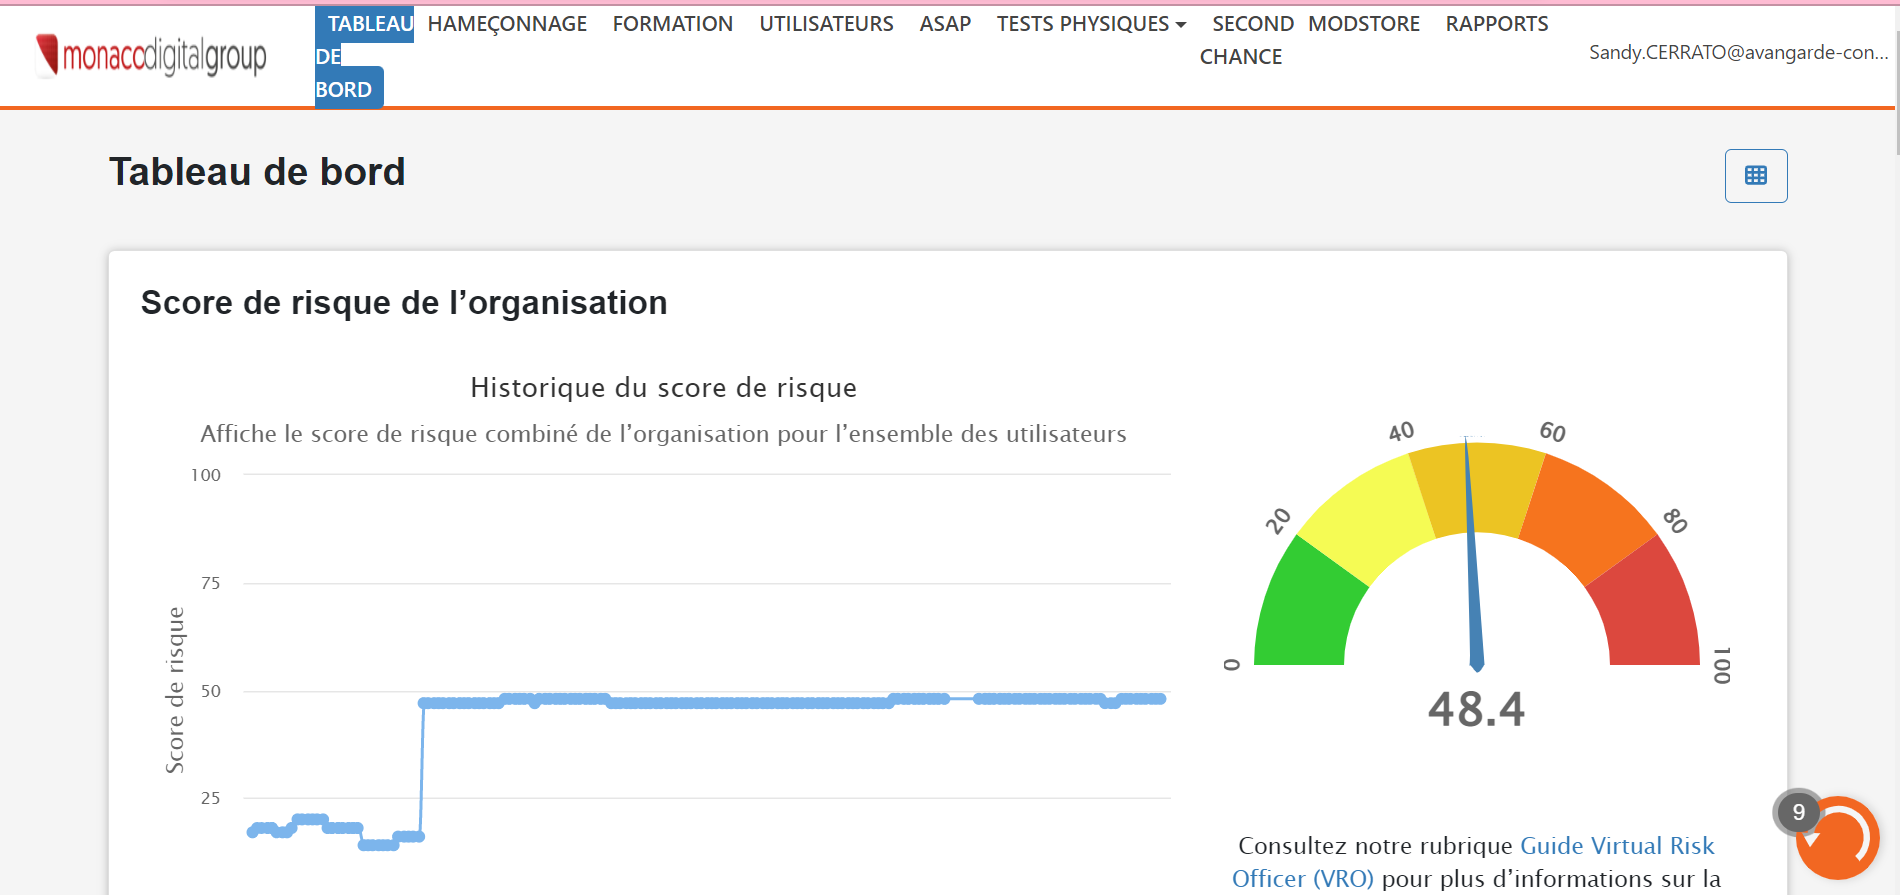 monacodigitalgroup
TABLEAU DE BORD
HAMEÇONNAGE
FORMATION
UTILISATEURS
ASAP
TESTS PHYSIQUES
SECOND CHANCE
MODSTORE
RAPPORTS
Sandy.CERRATO@avangarde-con...
Tableau de bord
Score de risque de l’organisation
Historique du score de risque
Affiche le score de risque combiné de l’organisation pour l’ensemble des utilisateurs
100
75
50
25
Score de risque
0
20
40
60
80
100
48.4
Consultez notre rubrique Guide Virtual Risk
Officer (VRO) pour plus d’informations sur la
9